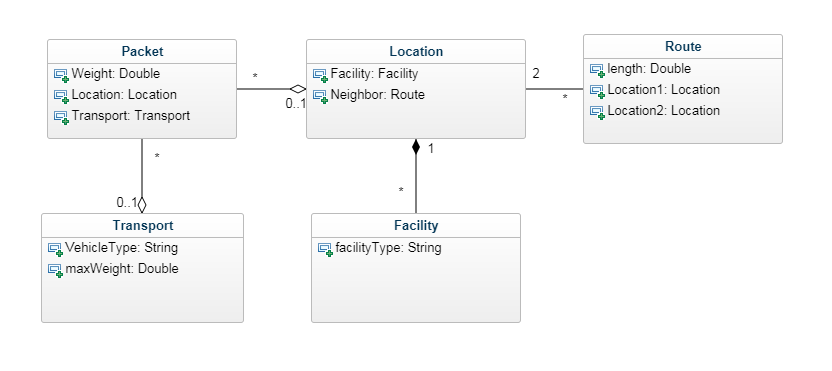 Packet
Weight: Double
Location: Location
Transport: Transport
*
0..1
Location
Facility: Facility
Neighbor: Route
2
*
Route
length: Double
Location1: Location
Location2: Location
*
0..1
1
*
Transport
VehicleType: String
maxWeight: Double
Facility
facilityType: String